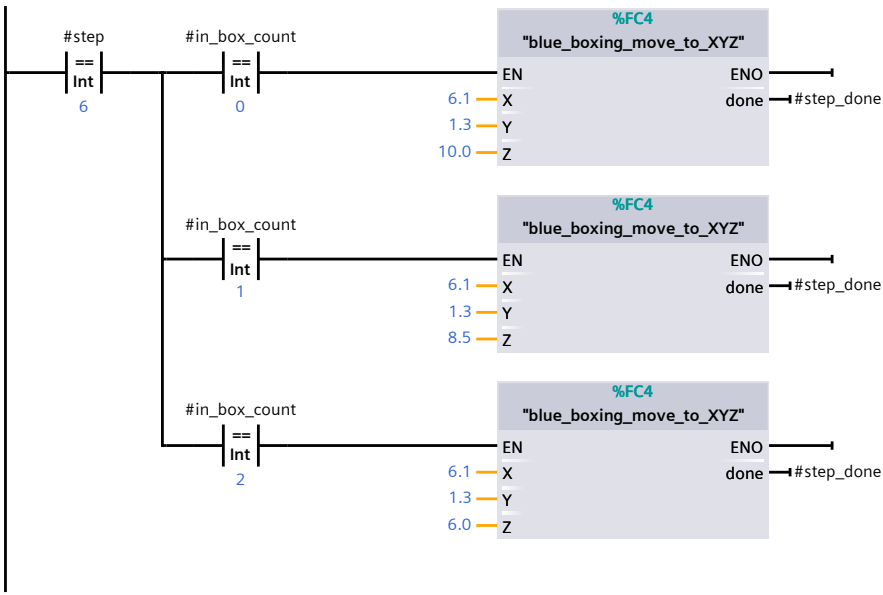 %FC4
#step #in_box_count "blue_boxing_move_to_XYZ"
== ==
Int Int EN ENO
6 0 6.1 X done #step_done
1.3 Y
10.0 Z
%FC4
#in_box_count "blue_boxing_move_to_XYZ"
==
Int EN ENO
1 6.1 X done #step_done
1.3 Y
8.5 Z
%FC4
#in_box_count "blue_boxing_move_to_XYZ"
==
Int EN ENO
2 6.1 X done #step_done
1.3 Y
6.0 Z